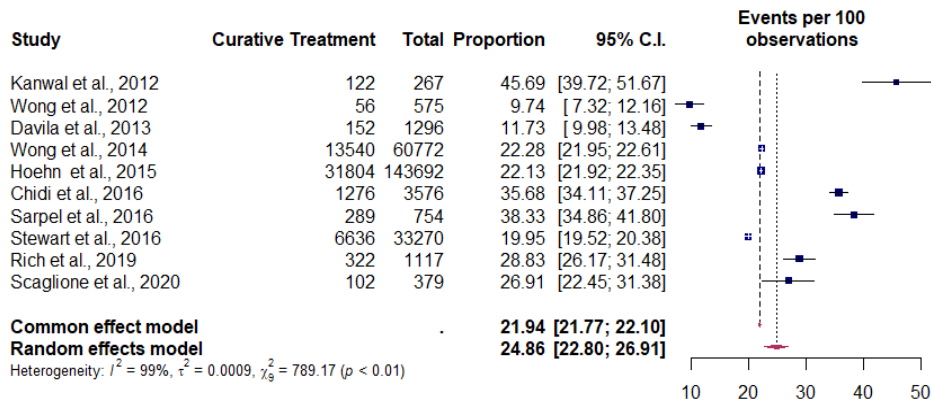 Events per 100
observations
Study Curative Treatment Total Proportion 95% C.I.
Kanwal et al., 2012 122 267 45.69 [39.72; 51.67]
Wong et al., 2012 56 575 9.74 [ 7.32; 12.16]
Davila et al., 2013 152 1296 11.73 [ 9.98; 13.48]
Wong et al., 2014 13540 60772 22.28 [21.95; 22.61]
Hoehn et al., 2015 31804 143692 22.13 [21.92; 22.35]
Chidi et al., 2016 1276 3576 35.68 [34.11; 37.25]
Sarpel et al., 2016 289 754 38.33 [34.86; 41.80]
Stewart et al., 2016 6636 33270 19.95 [19.52; 20.38]
Rich et al., 2019 322 1117 28.83 [26.17; 31.48]
Scaglione et al., 2020 102 379 26.91 [22.45; 31.38]
Common effect model . 21.94 [21.77; 22.10]
Random effects model 24.86 [22.80; 26.91]
Heterogeneity: I² = 99%, τ² = 0.0009, χ²₉ = 789.17 (p < 0.01)
10 20 30 40 50